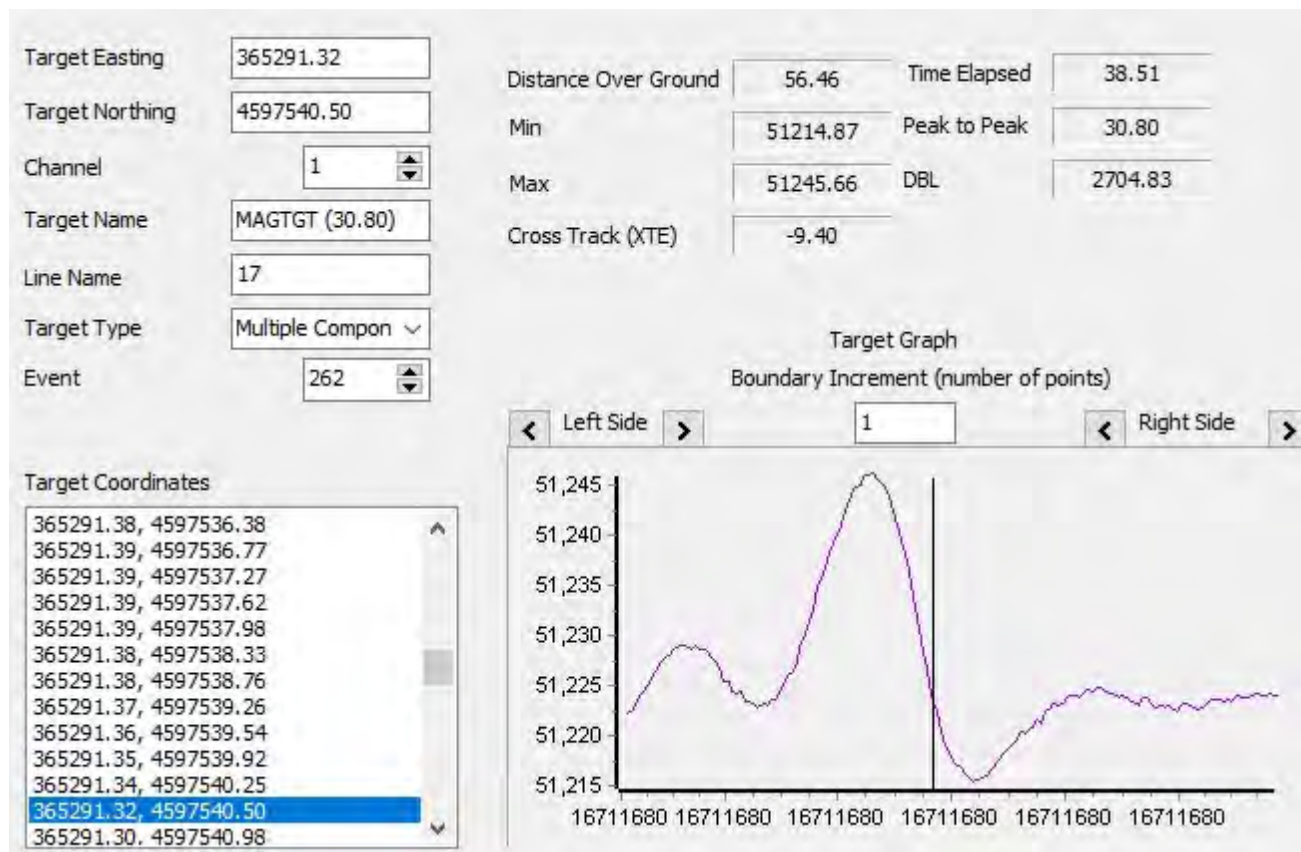 Target Easting 365291.32
Target Northing 4597540.50
Channel 1
Target Name MAGTGT (30.80)
Line Name 17
Target Type Multiple Compon
Event 262
Distance Over Ground 56.46 Time Elapsed 38.51
Min 51214.87 Peak to Peak 30.80
Max 51245.66 DBL 2704.83
Cross Track (XTE) -9.40
Target Coordinates
365291.38, 4597536.38
365291.39, 4597536.77
365291.39, 4597537.27
365291.39, 4597537.62
365291.39, 4597537.98
365291.38, 4597538.33
365291.38, 4597538.76
365291.37, 4597539.26
365291.36, 4597539.54
365291.35, 4597539.92
365291.34, 4597540.25
365291.32, 4597540.50
365291.30, 4597540.98
Target Graph
Boundary Increment (number of points)
< Left Side > 1 < Right Side >
51,245
51,240
51,235
51,230
51,225
51,220
51,215
16711680 16711680 16711680 16711680 16711680 16711680